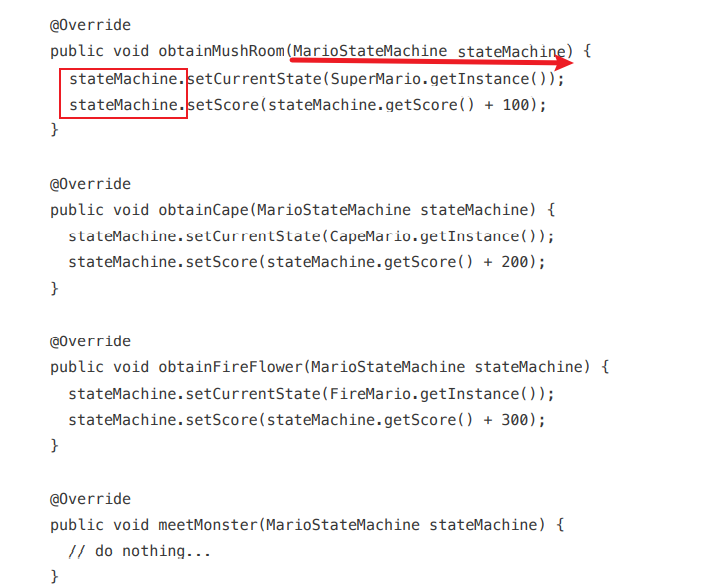 @Override
public void obtainMushRoom(MarioStateMachine stateMachine) {
stateMachine.setCurrentState(SuperMario.getInstance());
stateMachine.setScore(stateMachine.getScore() + 100);
}
@Override
public void obtainCape(MarioStateMachine stateMachine) {
stateMachine.setCurrentState(CapeMario.getInstance());
stateMachine.setScore(stateMachine.getScore() + 200);
}
@Override
public void obtainFireFlower(MarioStateMachine stateMachine) {
stateMachine.setCurrentState(FireMario.getInstance());
stateMachine.setScore(stateMachine.getScore() + 300);
}
@Override
public void meetMonster(MarioStateMachine stateMachine) {
// do nothing...
}